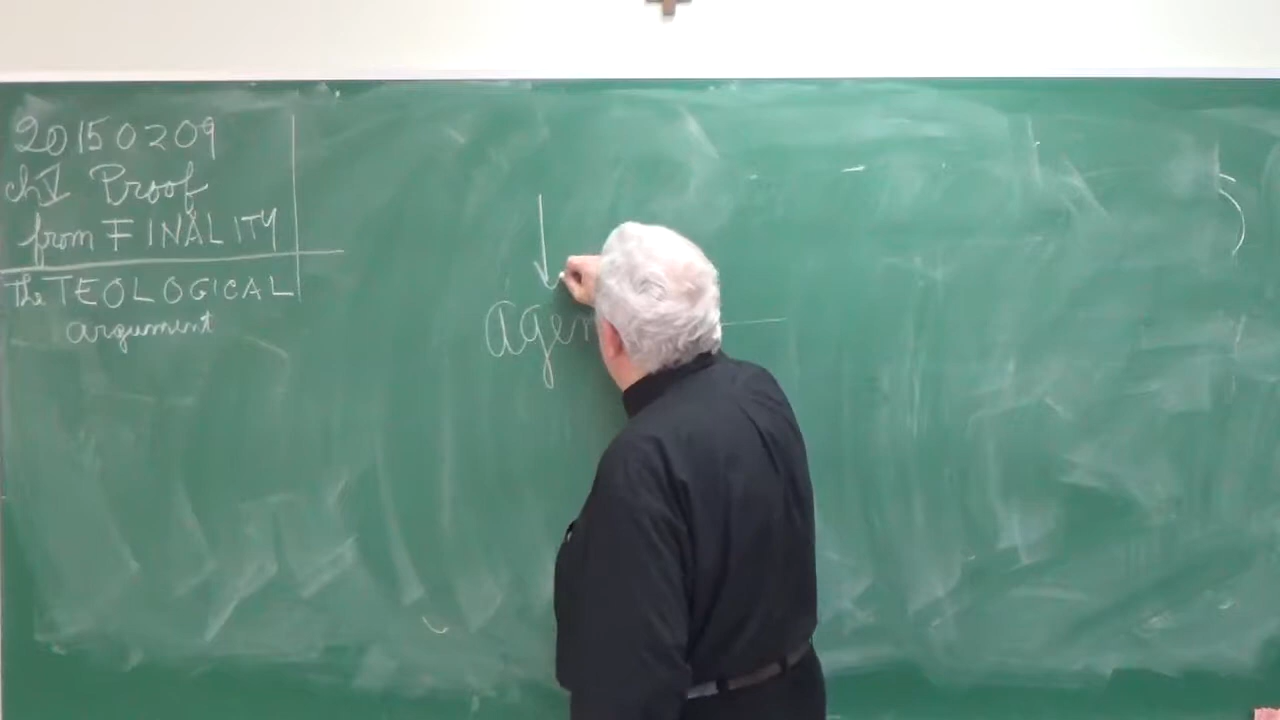 20150209
ch V Proof
from FINALITY
the TEOLOGICAL
argument
agen